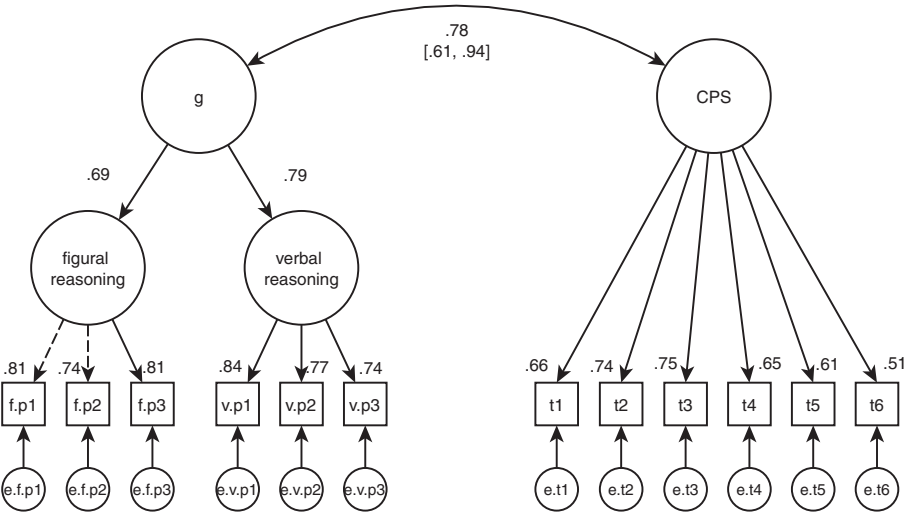 .78
[.61, .94]
g
CPS
.69
.79
figural
reasoning
verbal
reasoning
.81
.74
.81
.84
.77
.74
.66
.74
.75
.65
.61
.51
f.p1
f.p2
f.p3
v.p1
v.p2
v.p3
t1
t2
t3
t4
t5
t6
e.f.p1
e.f.p2
e.f.p3
e.v.p1
e.v.p2
e.v.p3
e.t1
e.t2
e.t3
e.t4
e.t5
e.t6